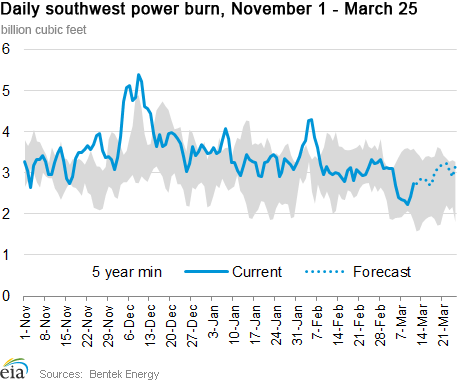 Daily southwest power burn, November 1 - March 25
billion cubic feet
6
5
4
3
2
1
0
5 year min
Current
Forecast
1-Nov
8-Nov
15-Nov
22-Nov
29-Nov
6-Dec
13-Dec
20-Dec
27-Dec
3-Jan
10-Jan
17-Jan
24-Jan
31-Jan
7-Feb
14-Feb
21-Feb
28-Feb
7-Mar
14-Mar
21-Mar
eia
Sources: Bentek Energy